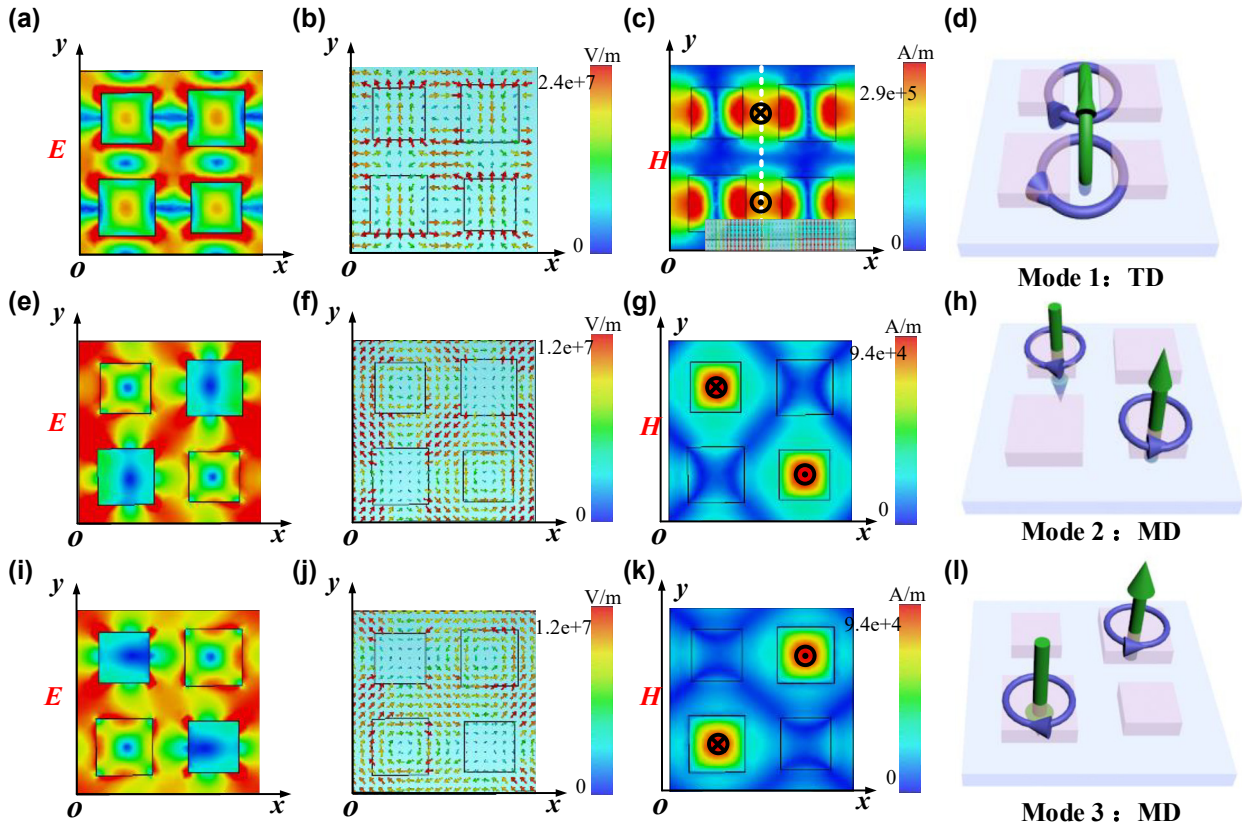 (a) (b) (c) (d)
y y V/m y A/m
2.4e+7 2.9e+5
E H
0 0
o x o x o x
Mode 1： TD
(e) (f) (g) (h)
y y V/m y A/m
1.2e+7 9.4e+4
E H
0 0
o x o x o x
Mode 2 ： MD
(i) (j) (k) (l)
y y V/m y A/m
1.2e+7 9.4e+4
E H
0 0
o x o x o x
Mode 3 ： MD